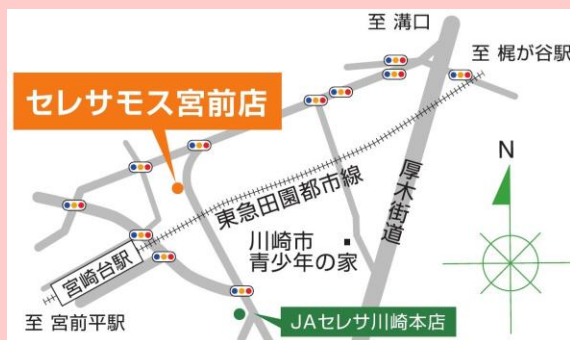 至 溝口
至 梶が谷駅
セレサモス宮前店
N
厚木街道
東急田園都市線
川崎市
青少年の家
宮崎台駅
至 宮前平駅
JAセレサ川崎本店